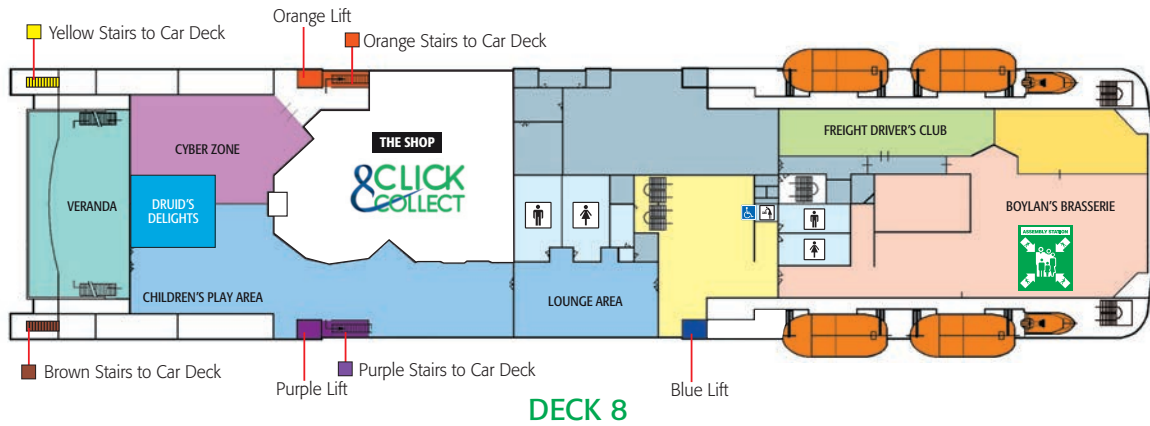 Orange Lift
Yellow Stairs to Car Deck
Orange Stairs to Car Deck
FREIGHT DRIVER'S CLUB
THE SHOP
CYBER ZONE
&CLICK
COLLECT
VERANDA
DRUID'S
DELIGHTS
BOYLAN'S BRASSERIE
ASSEMBLY STATION
CHILDREN'S PLAY AREA
LOUNGE AREA
Brown Stairs to Car Deck
Purple Lift
Purple Stairs to Car Deck
Blue Lift
DECK 8